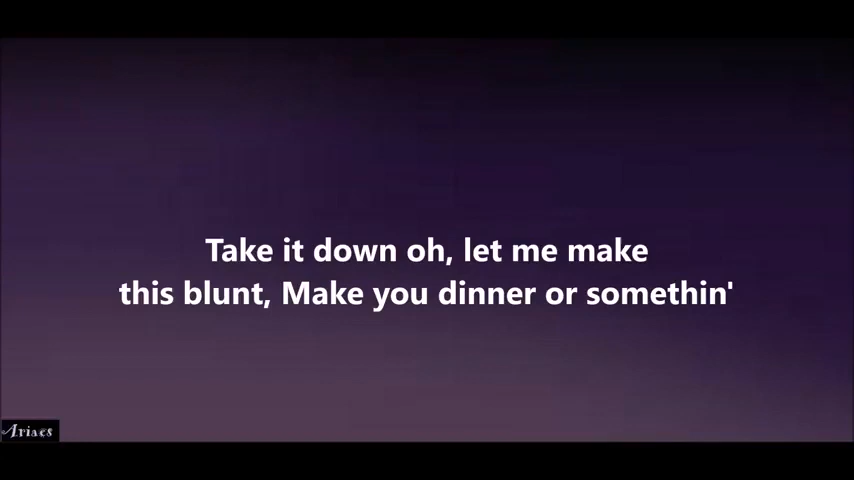 Take it down oh, let me make
this blunt, Make you dinner or somethin'
Ariaes